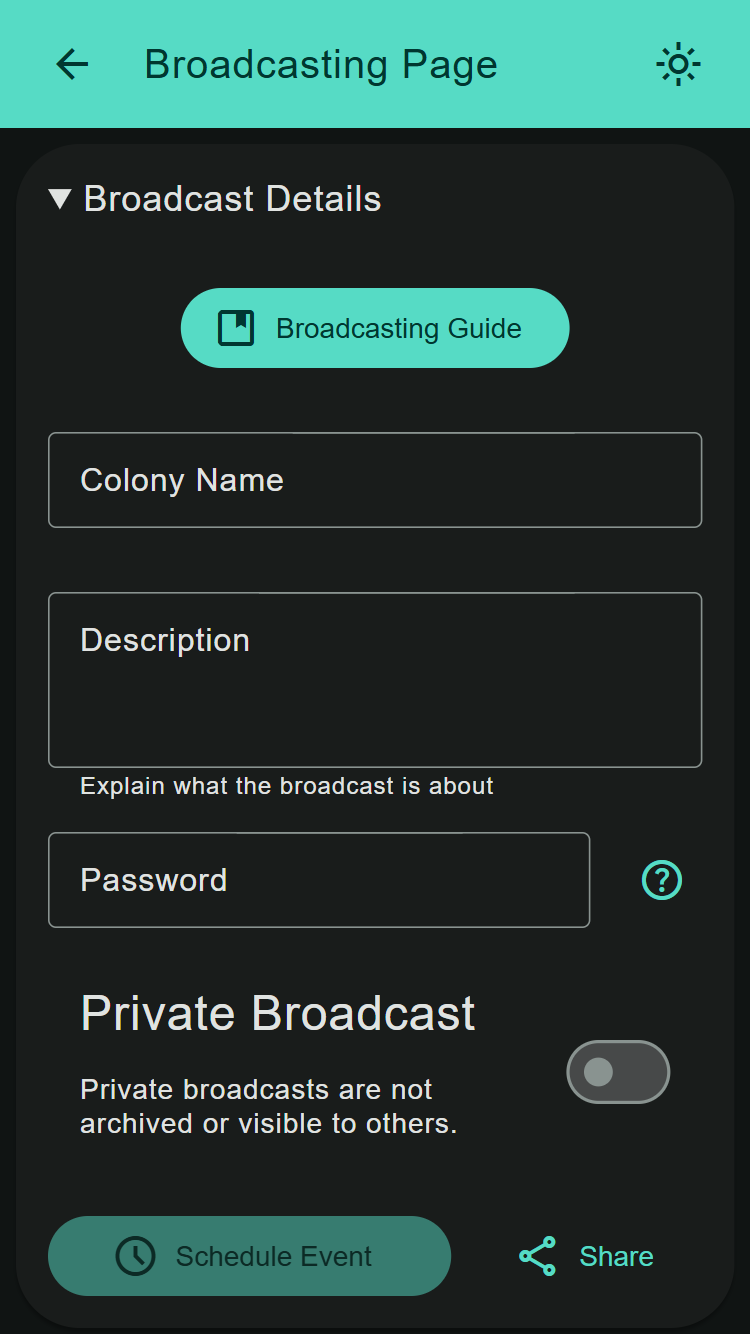 Broadcasting Page
Broadcast Details
Broadcasting Guide
Colony Name
Description
Explain what the broadcast is about
Password
Private Broadcast
Private broadcasts are not
archived or visible to others.
Schedule Event
Share